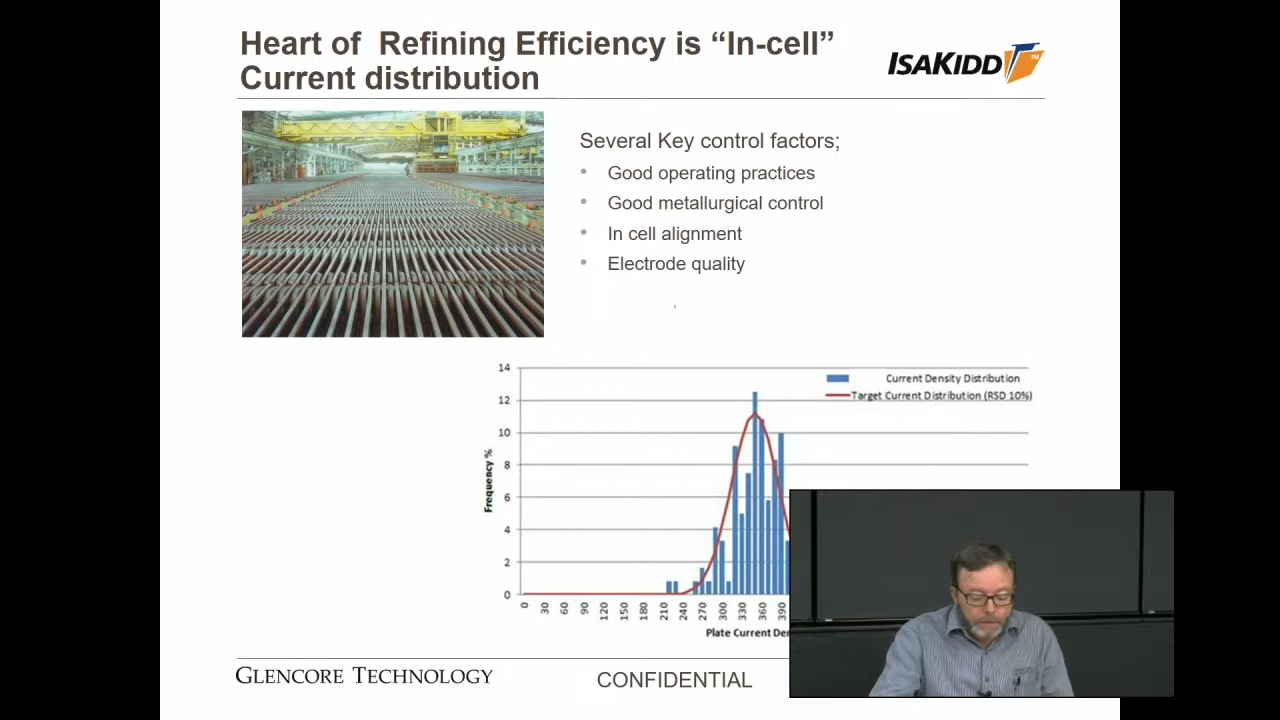 Heart of Refining Efficiency is “In-cell”
Current distribution
ISAKIDD
TM
Several Key control factors;
• Good operating practices
• Good metallurgical control
• In cell alignment
• Electrode quality
14
12
10
8
6
4
2
0
Frequency %
Current Density Distribution
Target Current Distribution (RSD 10%)
0 30 60 90 120 150 180 210 240 270 300 330 360 390
Plate Current Den
GLENCORE TECHNOLOGY
CONFIDENTIAL